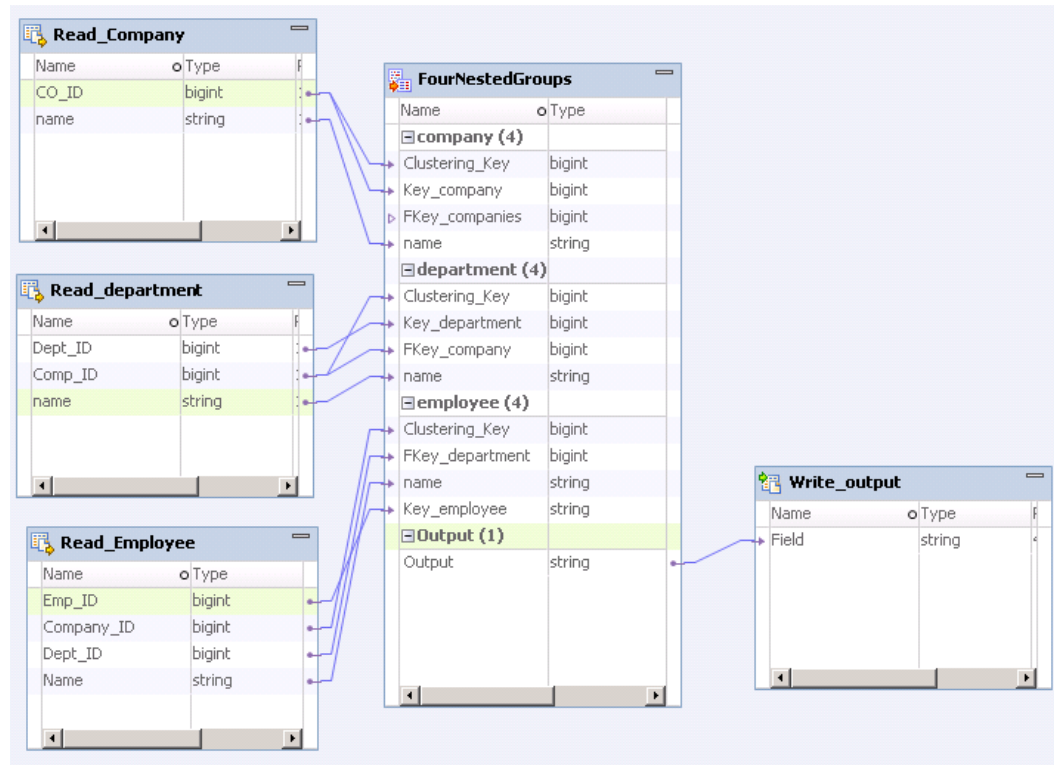 Read_Company
Name Type
CO_ID bigint
name string
FourNestedGroups
Name Type
company (4)
Clustering_Key bigint
Key_company bigint
FKey_companies bigint
name string
department (4)
Clustering_Key bigint
Key_department bigint
FKey_company bigint
name string
employee (4)
Clustering_Key bigint
FKey_department bigint
name string
Key_employee string
Output (1)
Output string
Read_department
Name Type
Dept_ID bigint
Comp_ID bigint
name string
Read_Employee
Name Type
Emp_ID bigint
Company_ID bigint
Dept_ID bigint
Name string
Write_output
Name Type
Field string